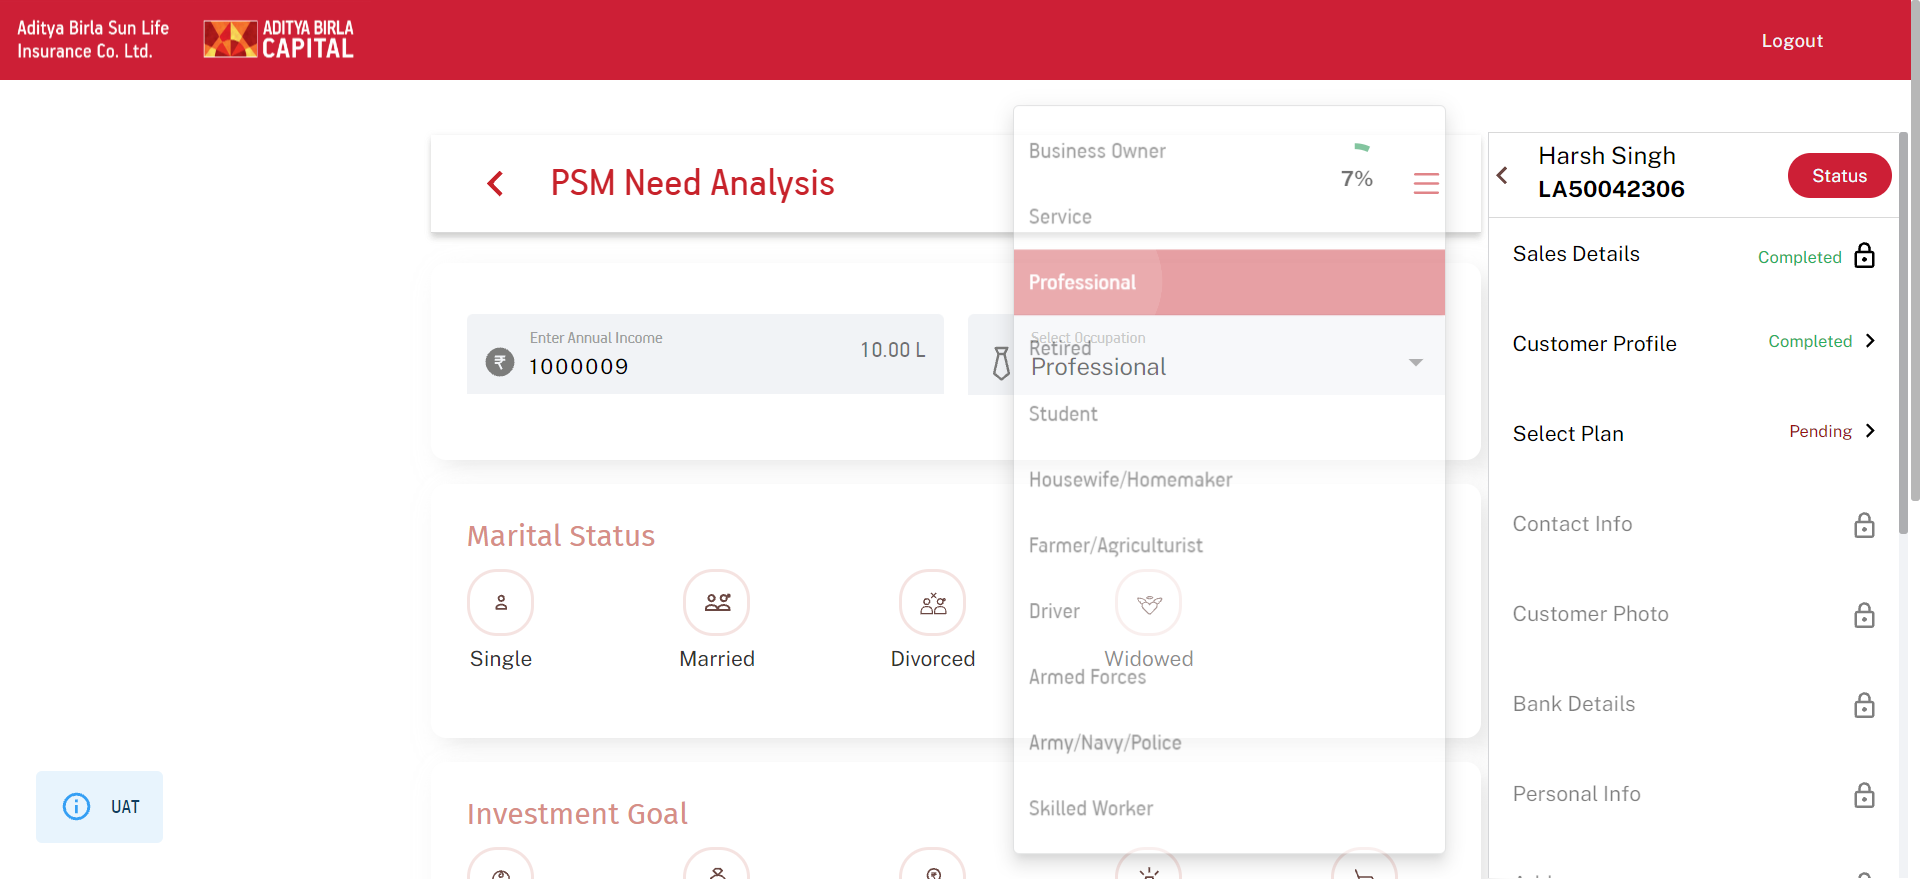 Aditya Birla Sun Life
Insurance Co. Ltd.
ADITYA BIRLA
CAPITAL
Logout
PSM Need Analysis
7%
Business Owner
Service
Professional
Retired
Student
Housewife/Homemaker
Farmer/Agriculturist
Driver
Armed Forces
Army/Navy/Police
Skilled Worker
Enter Annual Income
1000009
10.00 L
Select Occupation
Professional
Marital Status
Single
Married
Divorced
Widowed
Investment Goal
UAT
Harsh Singh
LA50042306
Status
Sales Details
Completed
Customer Profile
Completed
Select Plan
Pending
Contact Info
Customer Photo
Bank Details
Personal Info